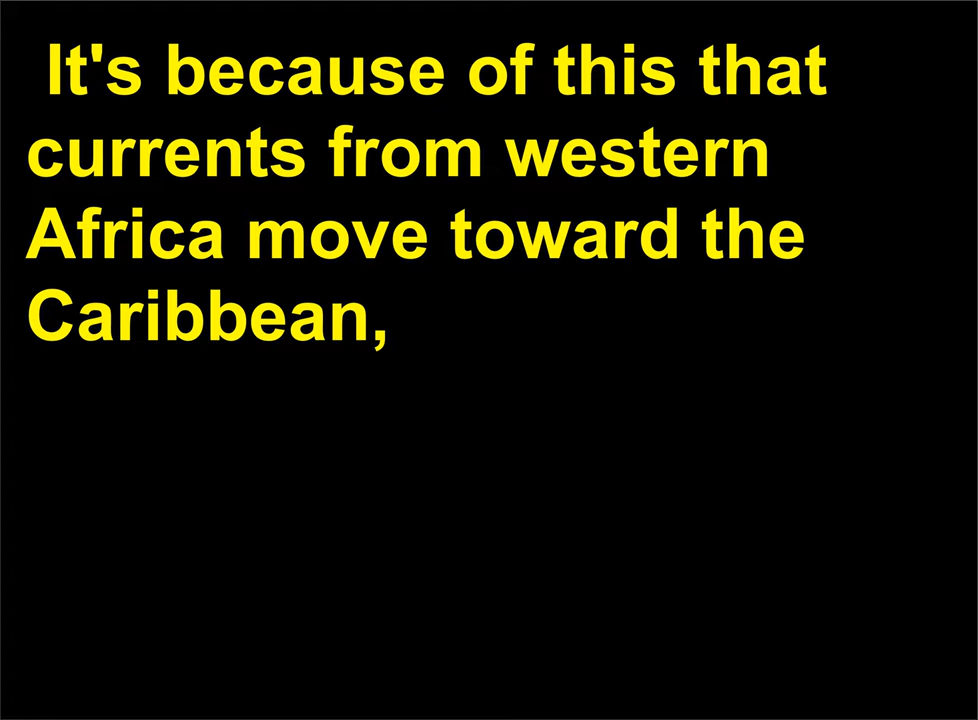 It's because of this that
currents from western
Africa move toward the
Caribbean,